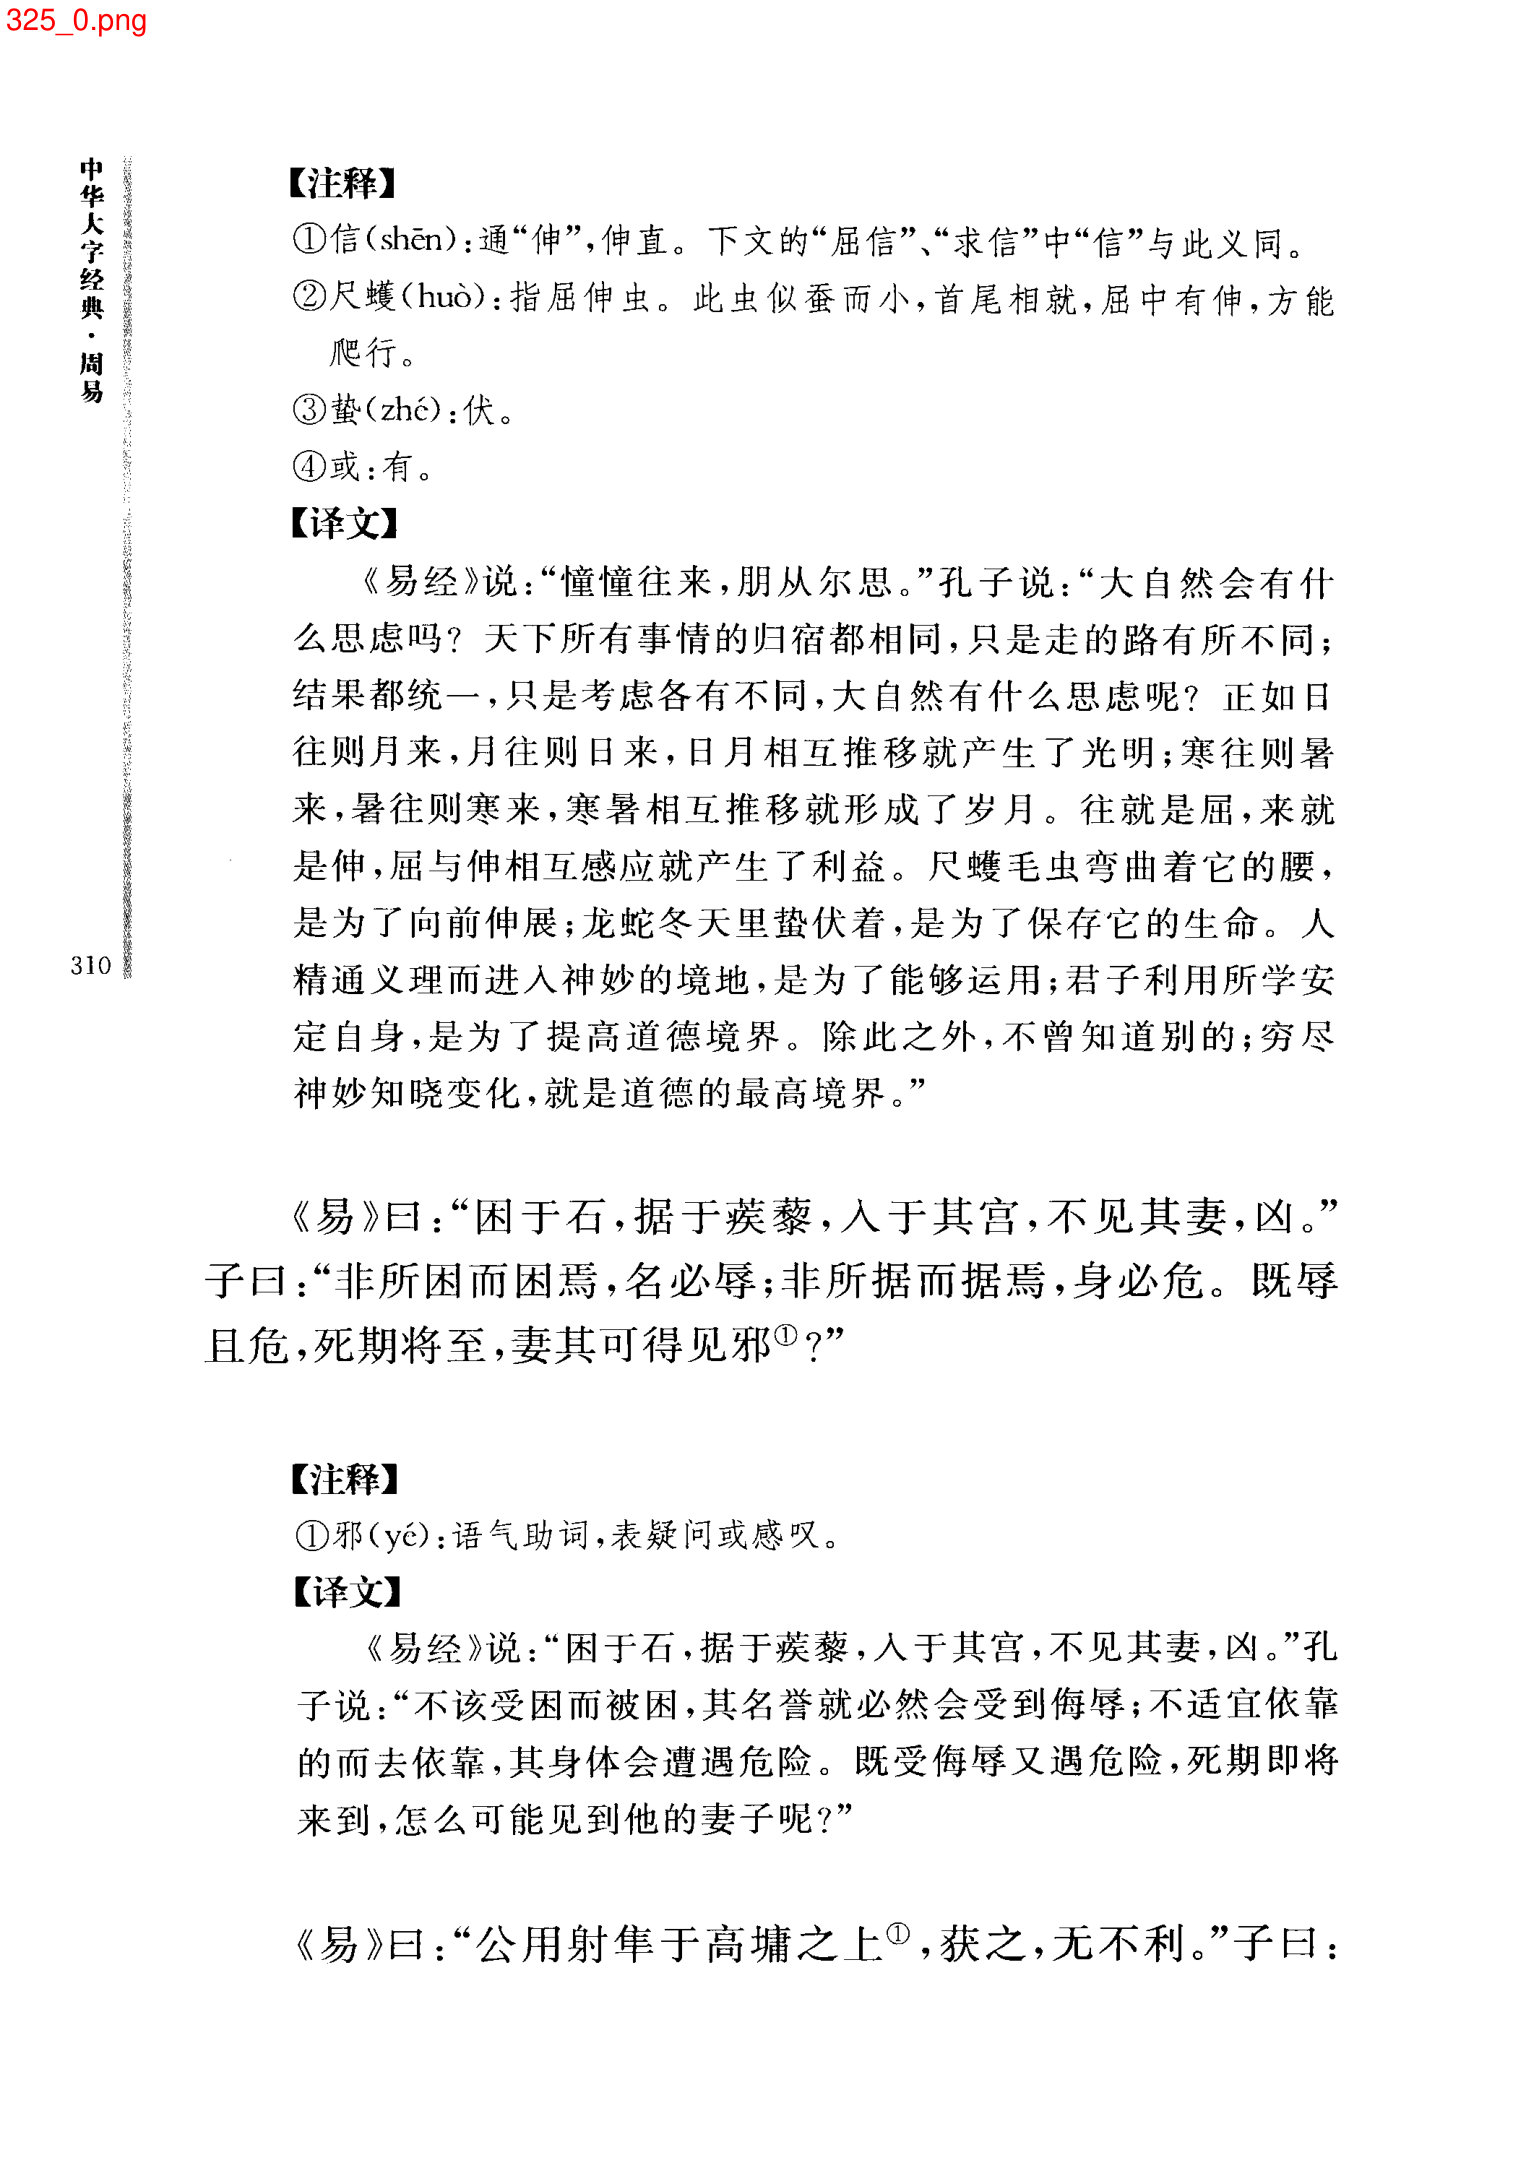 325_0.png
中华大字经典·周易
310
【注释】
①信(shēn):通“伸”,伸直。下文的“屈信”、“求信”中“信”与此义同。
②尺蠖(huò):指屈伸虫。此虫似蚕而小,首尾相就,屈中有伸,方能
爬行。
③蛰(zhé):伏。
④或:有。
【译文】
《易经》说:“憧憧往来,朋从尔思。”孔子说:“大自然会有什
么思虑吗?天下所有事情的归宿都相同,只是走的路有所不同;
结果都统一,只是考虑各有不同,大自然有什么思虑呢?正如日
往则月来,月往则日来,日月相互推移就产生了光明;寒往则暑
来,暑往则寒来,寒暑相互推移就形成了岁月。往就是屈,来就
是伸,屈与伸相互感应就产生了利益。尺蠖毛虫弯曲着它的腰,
是为了向前伸展;龙蛇冬天里蛰伏着,是为了保存它的生命。人
精通义理而进入神妙的境地,是为了能够运用;君子利用所学安
定自身,是为了提高道德境界。除此之外,不曾知道别的;穷尽
神妙知晓变化,就是道德的最高境界。”
《易》曰:“困于石,据于蒺藜,入于其宫,不见其妻,凶。”
子曰:“非所困而困焉,名必辱;非所据而据焉,身必危。既辱
且危,死期将至,妻其可得见邪①?”
【注释】
①邪(yé):语气助词,表疑问或感叹。
【译文】
《易经》说:“困于石,据于蒺藜,入于其宫,不见其妻,凶。”孔
子说:“不该受困而被困,其名誉就必然会受到侮辱;不适宜依靠
的而去依靠,其身体会遭遇危险。既受侮辱又遇危险,死期即将
来到,怎么可能见到他的妻子呢?”
《易》曰:“公用射隼于高墉之上①,获之,无不利。”子曰: